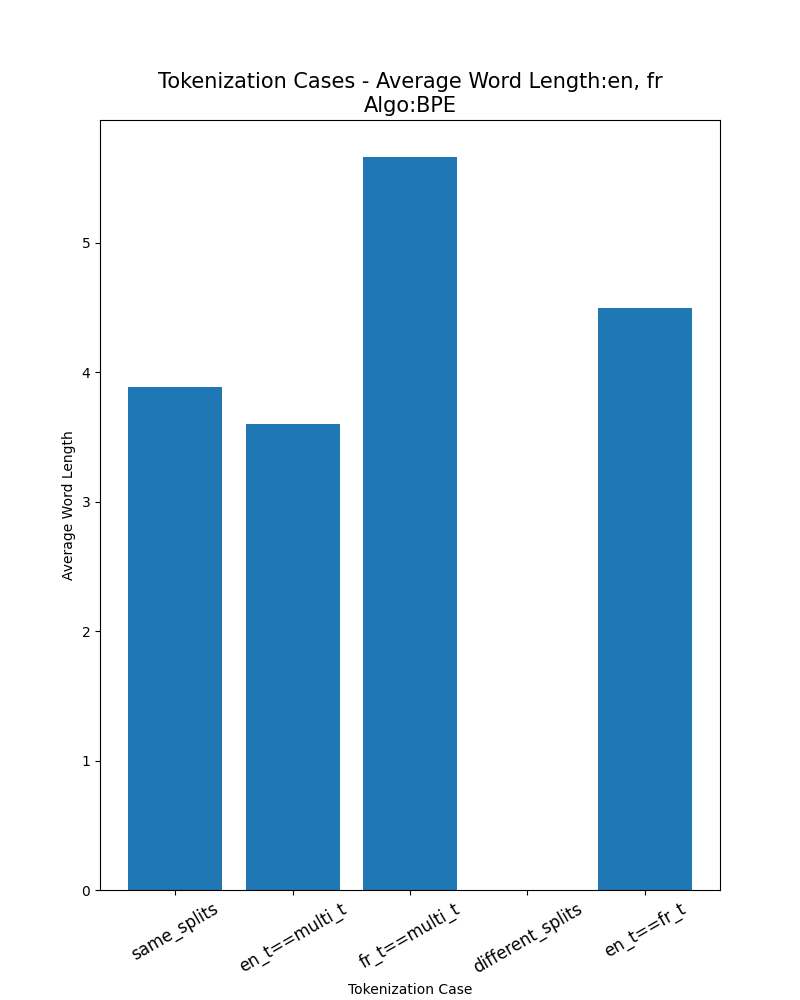 Tokenization Cases - Average Word Length:en, fr
Algo:BPE
Average Word Length
5
4
3
2
1
0
same_splits
en_t==multi_t
fr_t==multi_t
different_splits
en_t==fr_t
Tokenization Case